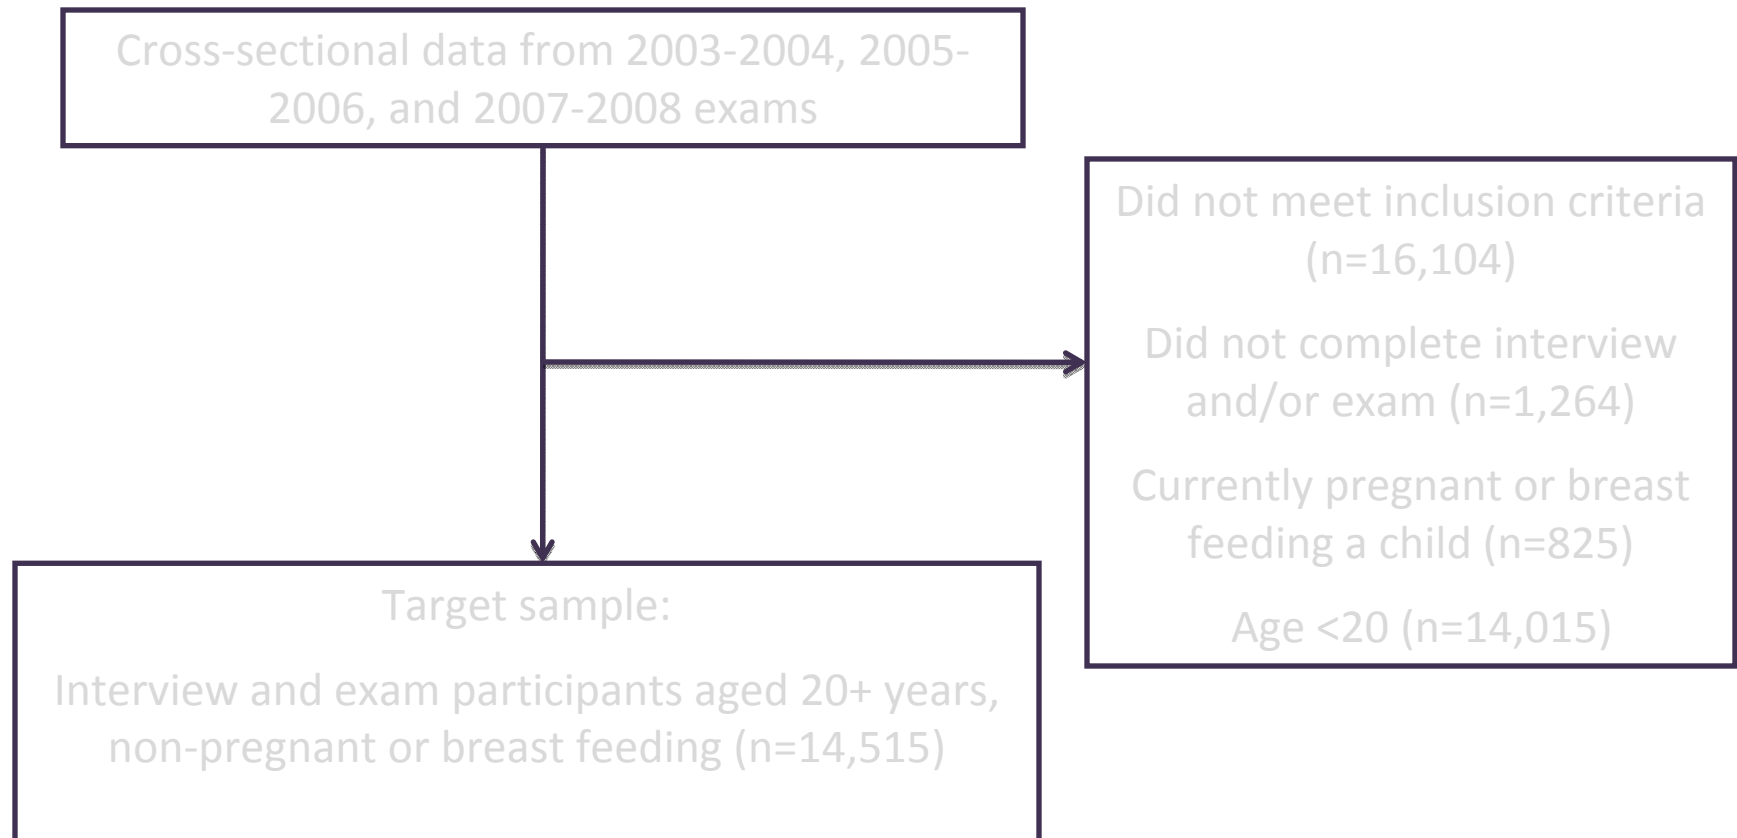 Cross-sectional data from 2003-2004, 2005-
2006, and 2007-2008 exams
Did not meet inclusion criteria
(n=16,104)
Did not complete interview
and/or exam (n=1,264)
Currently pregnant or breast
feeding a child (n=825)
Age <20 (n=14,015)
Target sample:
Interview and exam participants aged 20+ years,
non-pregnant or breast feeding (n=14,515)